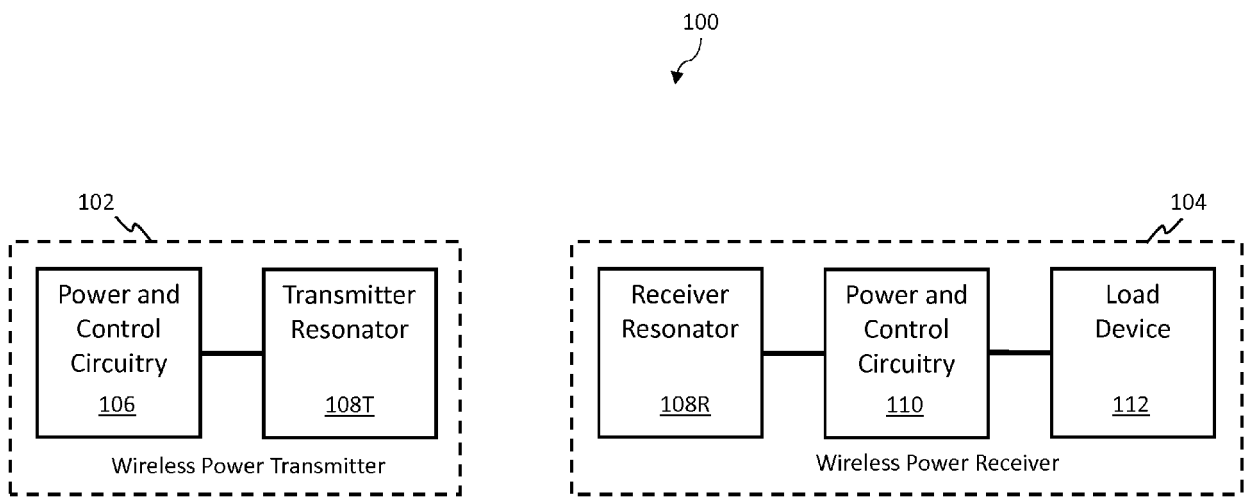 100
102
104
Power and
Control
Circuitry
106
Transmitter
Resonator
108T
Wireless Power Transmitter
Receiver
Resonator
108R
Power and
Control
Circuitry
110
Load
Device
112
Wireless Power Receiver